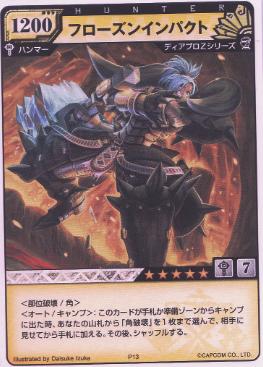 HUNTER
1200
フローズンインパクト
ハンマー
ディアブロZシリーズ
7
<部位破壊／角>
<オート／キャンプ>：このカードが手札か準備ゾーンからキャンプ
に出た時、あなたの山札から「角破壊」を1枚まで選んで、相手に
見せてから手札に加える。その後、シャッフルする。
Illustrated by Daisuke Izuka
P13
©CAPCOM CO., LTD.